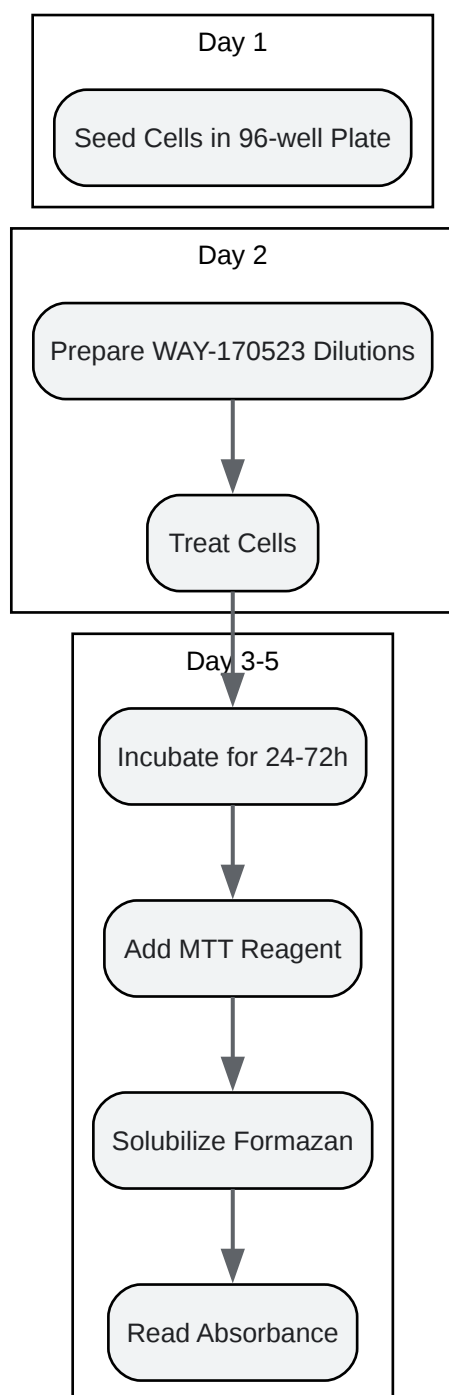 Day 1
Seed Cells in 96-well Plate
Day 2
Prepare WAY-170523 Dilutions
Treat Cells
Day 3-5
Incubate for 24-72h
Add MTT Reagent
Solubilize Formazan
Read Absorbance